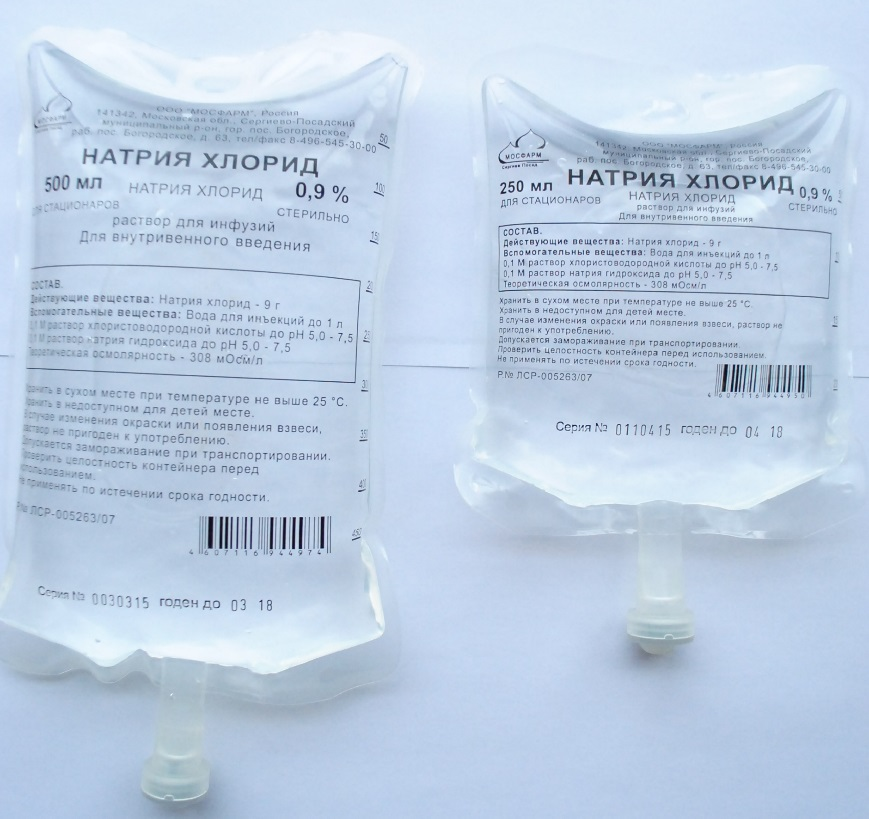 МОСФАРМ
ООО "МОСФАРМ", Россия
141342, Московская обл., Сергиево-Посадский
муниципальный р-он, гор. пос. Богородское,
раб. пос. Богородское, д. 63, тел/факс 8-496-545-30-00
НАТРИЯ ХЛОРИД
500 мл НАТРИЯ ХЛОРИД 0,9 %
ДЛЯ СТАЦИОНАРОВ СТЕРИЛЬНО
раствор для инфузий
Для внутривенного введения
СОСТАВ.
Действующие вещества: Натрия хлорид - 9 г
Вспомогательные вещества: Вода для инъекций до 1 л
0,1 М раствор хлористоводородной кислоты до pH 5,0 - 7,5
0,1 М раствор натрия гидроксида до pH 5,0 - 7,5
Теоретическая осмолярность - 308 мОсм/л
Хранить в сухом месте при температуре не выше 25 °C.
Хранить в недоступном для детей месте.
В случае изменения окраски или появления взвеси,
раствор не пригоден к употреблению.
Допускается замораживание при транспортировании.
Проверить целостность контейнера перед
использованием.
Не применять по истечении срока годности.
Р.№ ЛСР-005263/07
4 607116 944974
Серия № 0030315 годен до 03 18
50
100
150
350
450
МОСФАРМ
Сергиев Посад
ООО "МОСФАРМ", Россия
141342, Московская обл., Сергиево-Посадский
муниципальный р-он, гор. пос. Богородское,
раб. пос. Богородское, д. 63, тел/факс 8-496-545-30-00
250 мл НАТРИЯ ХЛОРИД 0,9 %
ДЛЯ СТАЦИОНАРОВ НАТРИЯ ХЛОРИД СТЕРИЛЬНО
раствор для инфузий
Для внутривенного введения
СОСТАВ.
Действующие вещества: Натрия хлорид - 9 г
Вспомогательные вещества: Вода для инъекций до 1 л
0,1 М раствор хлористоводородной кислоты до pH 5,0 - 7,5
0,1 М раствор натрия гидроксида до pH 5,0 - 7,5
Теоретическая осмолярность - 308 мОсм/л
Хранить в сухом месте при температуре не выше 25 °C.
Хранить в недоступном для детей месте.
В случае изменения окраски или появления взвеси, раствор не
пригоден к употреблению.
Допускается замораживание при транспортировании.
Проверить целостность контейнера перед использованием.
Не применять по истечении срока годности.
Р.№ ЛСР-005263/07
4 607116 944950
Серия № 0110415 годен до 04 18